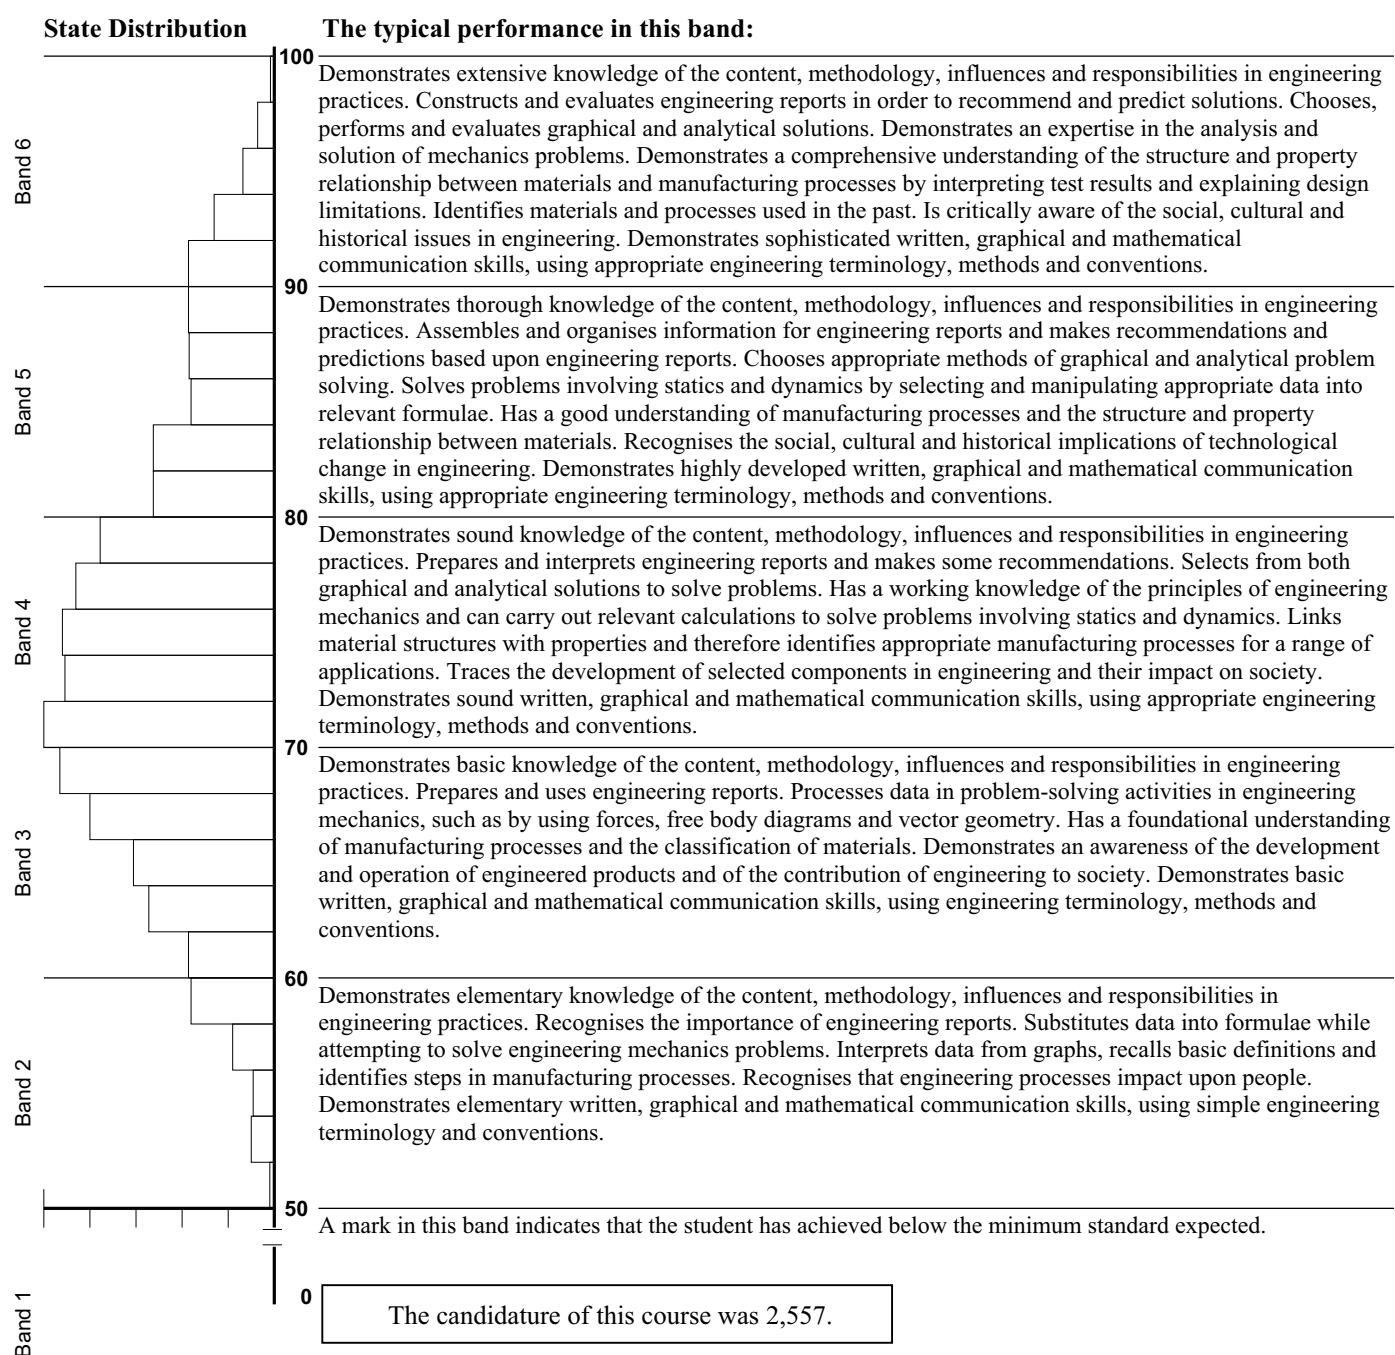 State Distribution
The typical performance in this band:
100
Band 6
Demonstrates extensive knowledge of the content, methodology, influences and responsibilities in engineering
practices. Constructs and evaluates engineering reports in order to recommend and predict solutions. Chooses,
performs and evaluates graphical and analytical solutions. Demonstrates an expertise in the analysis and
solution of mechanics problems. Demonstrates a comprehensive understanding of the structure and property
relationship between materials and manufacturing processes by interpreting test results and explaining design
limitations. Identifies materials and processes used in the past. Is critically aware of the social, cultural and
historical issues in engineering. Demonstrates sophisticated written, graphical and mathematical
communication skills, using appropriate engineering terminology, methods and conventions.
90
Band 5
Demonstrates thorough knowledge of the content, methodology, influences and responsibilities in engineering
practices. Assembles and organises information for engineering reports and makes recommendations and
predictions based upon engineering reports. Chooses appropriate methods of graphical and analytical problem
solving. Solves problems involving statics and dynamics by selecting and manipulating appropriate data into
relevant formulae. Has a good understanding of manufacturing processes and the structure and property
relationship between materials. Recognises the social, cultural and historical implications of technological
change in engineering. Demonstrates highly developed written, graphical and mathematical communication
skills, using appropriate engineering terminology, methods and conventions.
80
Band 4
Demonstrates sound knowledge of the content, methodology, influences and responsibilities in engineering
practices. Prepares and interprets engineering reports and makes some recommendations. Selects from both
graphical and analytical solutions to solve problems. Has a working knowledge of the principles of engineering
mechanics and can carry out relevant calculations to solve problems involving statics and dynamics. Links
material structures with properties and therefore identifies appropriate manufacturing processes for a range of
applications. Traces the development of selected components in engineering and their impact on society.
Demonstrates sound written, graphical and mathematical communication skills, using appropriate engineering
terminology, methods and conventions.
70
Band 3
Demonstrates basic knowledge of the content, methodology, influences and responsibilities in engineering
practices. Prepares and uses engineering reports. Processes data in problem-solving activities in engineering
mechanics, such as by using forces, free body diagrams and vector geometry. Has a foundational understanding
of manufacturing processes and the classification of materials. Demonstrates an awareness of the development
and operation of engineered products and of the contribution of engineering to society. Demonstrates basic
written, graphical and mathematical communication skills, using engineering terminology, methods and
conventions.
60
Band 2
Demonstrates elementary knowledge of the content, methodology, influences and responsibilities in
engineering practices. Recognises the importance of engineering reports. Substitutes data into formulae while
attempting to solve engineering mechanics problems. Interprets data from graphs, recalls basic definitions and
identifies steps in manufacturing processes. Recognises that engineering processes impact upon people.
Demonstrates elementary written, graphical and mathematical communication skills, using simple engineering
terminology and conventions.
50
A mark in this band indicates that the student has achieved below the minimum standard expected.
Band 1
0
The candidature of this course was 2,557.